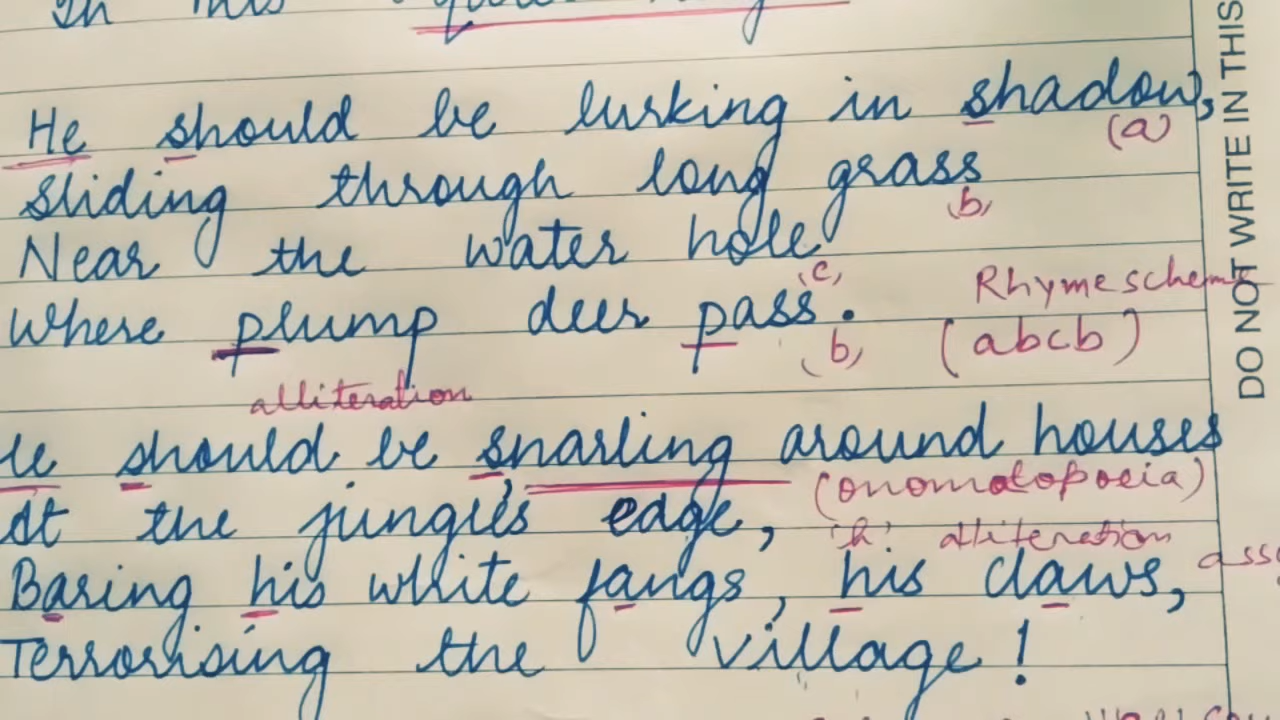 In his
He should be lurking in shadow,
(a)
Sliding through long grass
(b)
Near the water hole
(c)
Where plump deer pass.
(b)
Rhyme scheme
(abcb)
alliteration
He should be snarling around houses
(onomatopoeia)
At the jungle's edge,
'h' alliteration
Baring his white fangs, his claws,
Terrorising the village!
DO NOT WRITE IN THIS